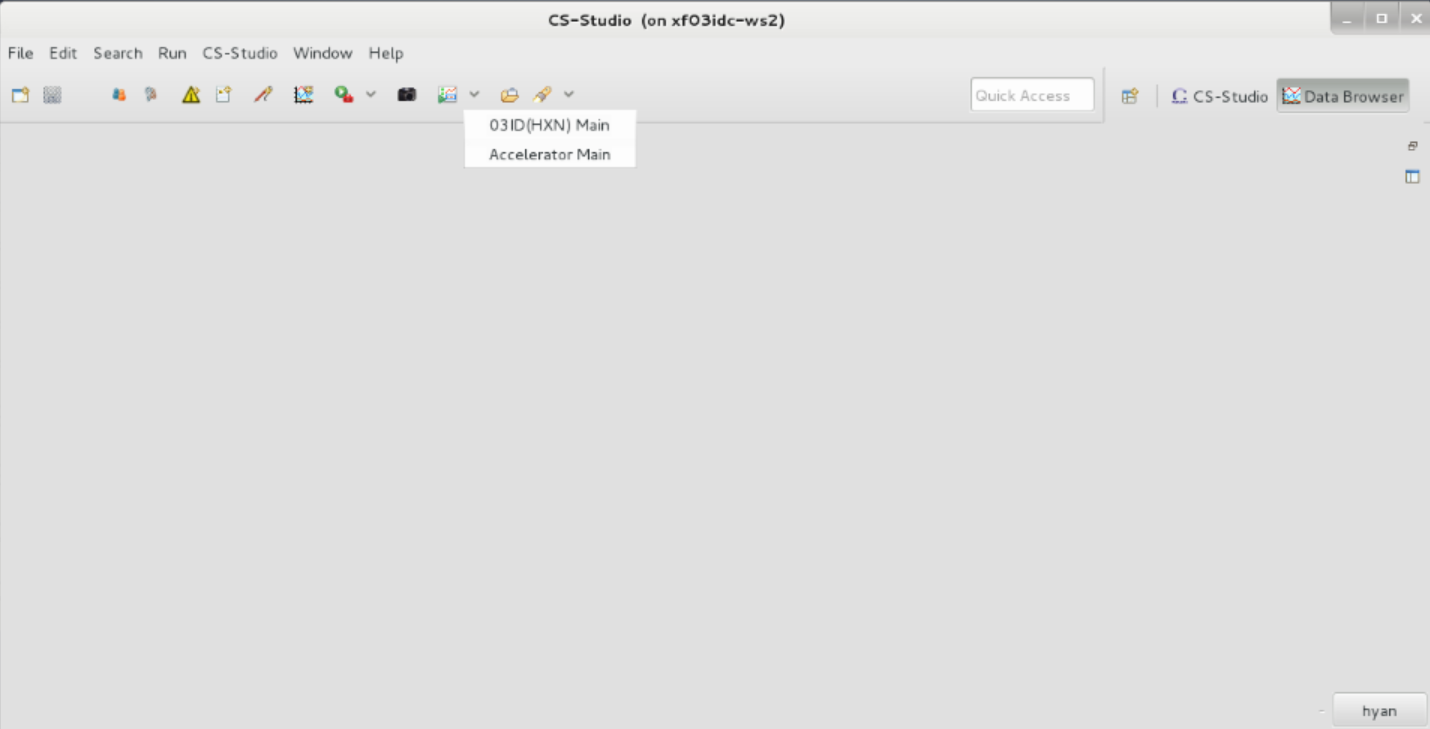 CS-Studio (on xf03idc-ws2)
File Edit Search Run CS-Studio Window Help
Quick Access CS-Studio Data Browser
03ID(HXN) Main
Accelerator Main
hyan